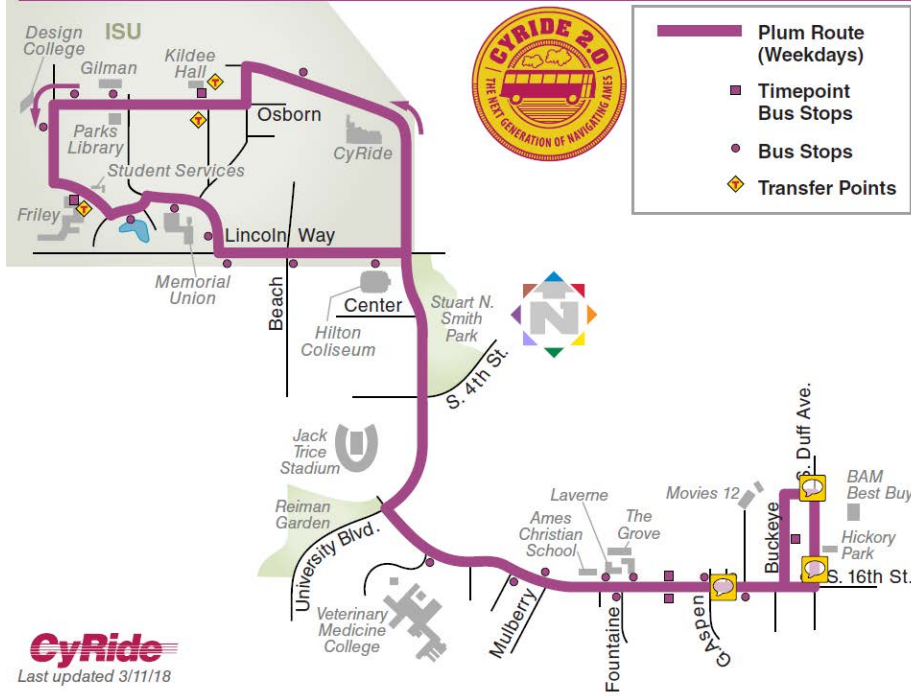 Design
College
ISU
Gilman
Kildee
Hall
T
T
Osborn
Parks
Library
CyRide
Student Services
Friley
T
Lincoln Way
Memorial
Union
Beach
Center
Hilton
Coliseum
Stuart N.
Smith
Park
S. 4th St.
N
CYRIDE 2.0
THE NEXT GENERATION OF NAVIGATING AMES
Plum Route
(Weekdays)
Timepoint
Bus Stops
Bus Stops
T Transfer Points
Jack
Trice
Stadium
Reiman
Garden
University Blvd.
Veterinary
Medicine
College
Mulberry
Laverne
Ames
Christian
School
The
Grove
Fountaine
G.Aspen
Movies 12
Buckeye
S. Duff Ave.
BAM
Best Buy
Hickory
Park
S. 16th St.
CyRide
Last updated 3/11/18